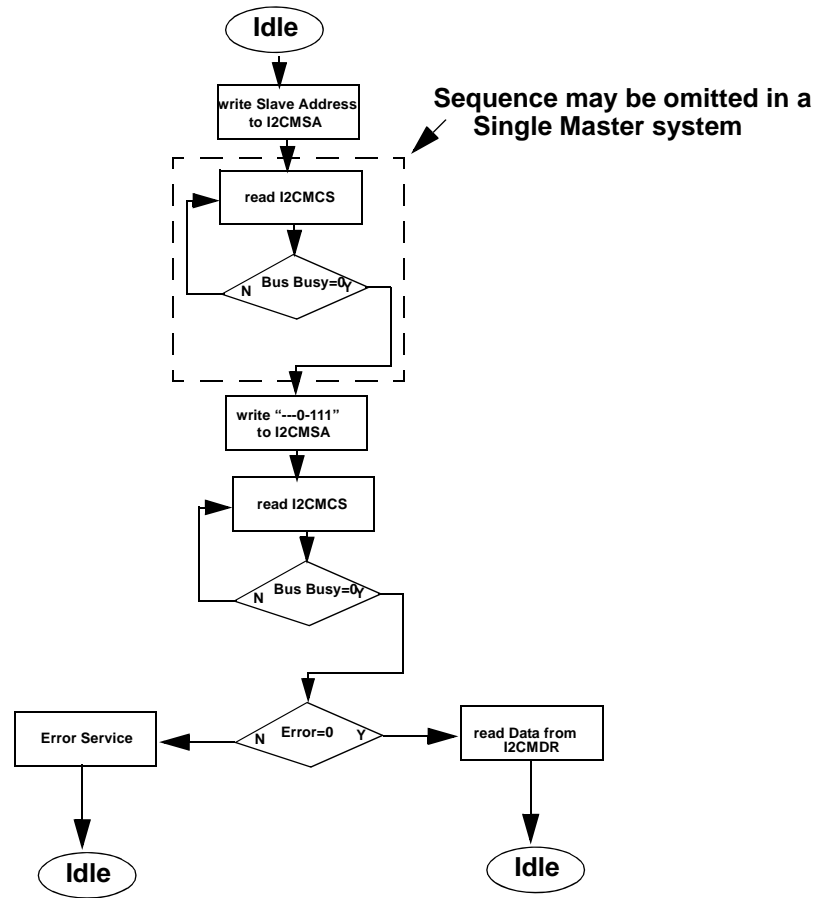 Idle
write Slave Address
to I2CMSA
Sequence may be omitted in a
Single Master system
read I2CMCS
Bus Busy=0
N
Y
write “---0-111”
to I2CMSA
read I2CMCS
Bus Busy=0
N
Y
Error Service
N
Error=0
Y
read Data from
I2CMDR
Idle
Idle